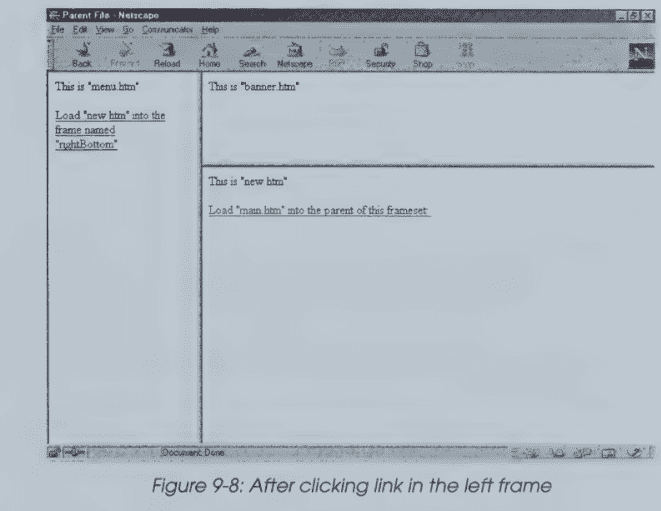 Parent File - Netscape
File Edit View Go Communicator Help
Back Forward Reload Home Search Netscape Print Security Shop Stop
N
This is "menu.htm"
Load "new.htm" into the
frame named
"rightBottom"
This is "banner.htm"
This is "new.htm"
Load "main.htm" into the parent of this frameset
Document: Done
Figure 9-8: After clicking link in the left frame